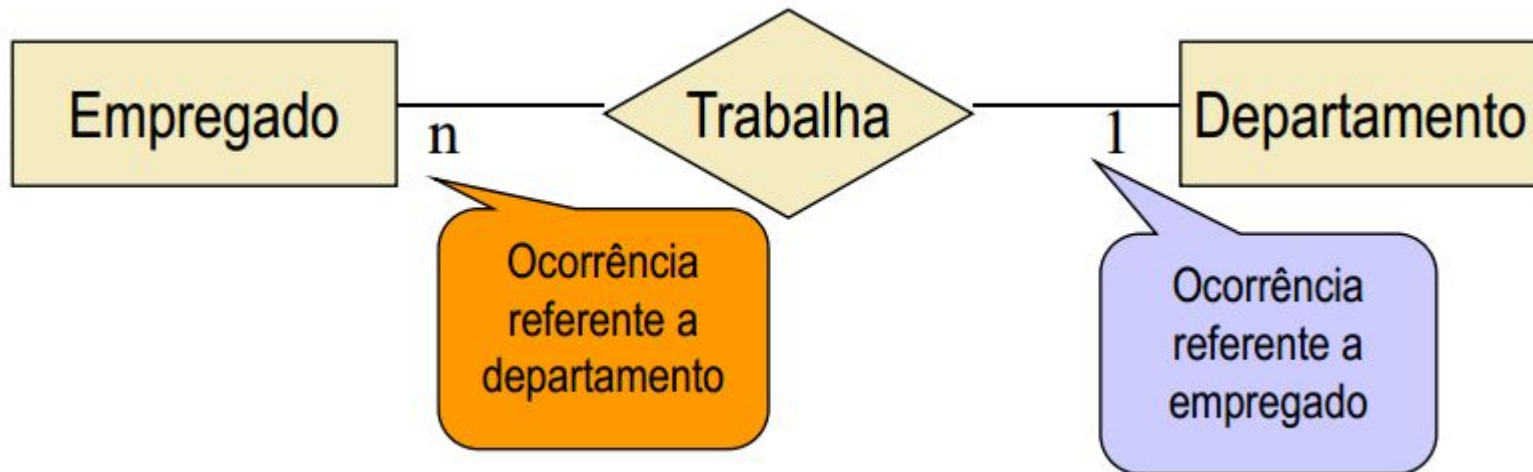 Empregado
n
Trabalha
1
Departamento
Ocorrência
referente a
departamento
Ocorrência
referente a
empregado